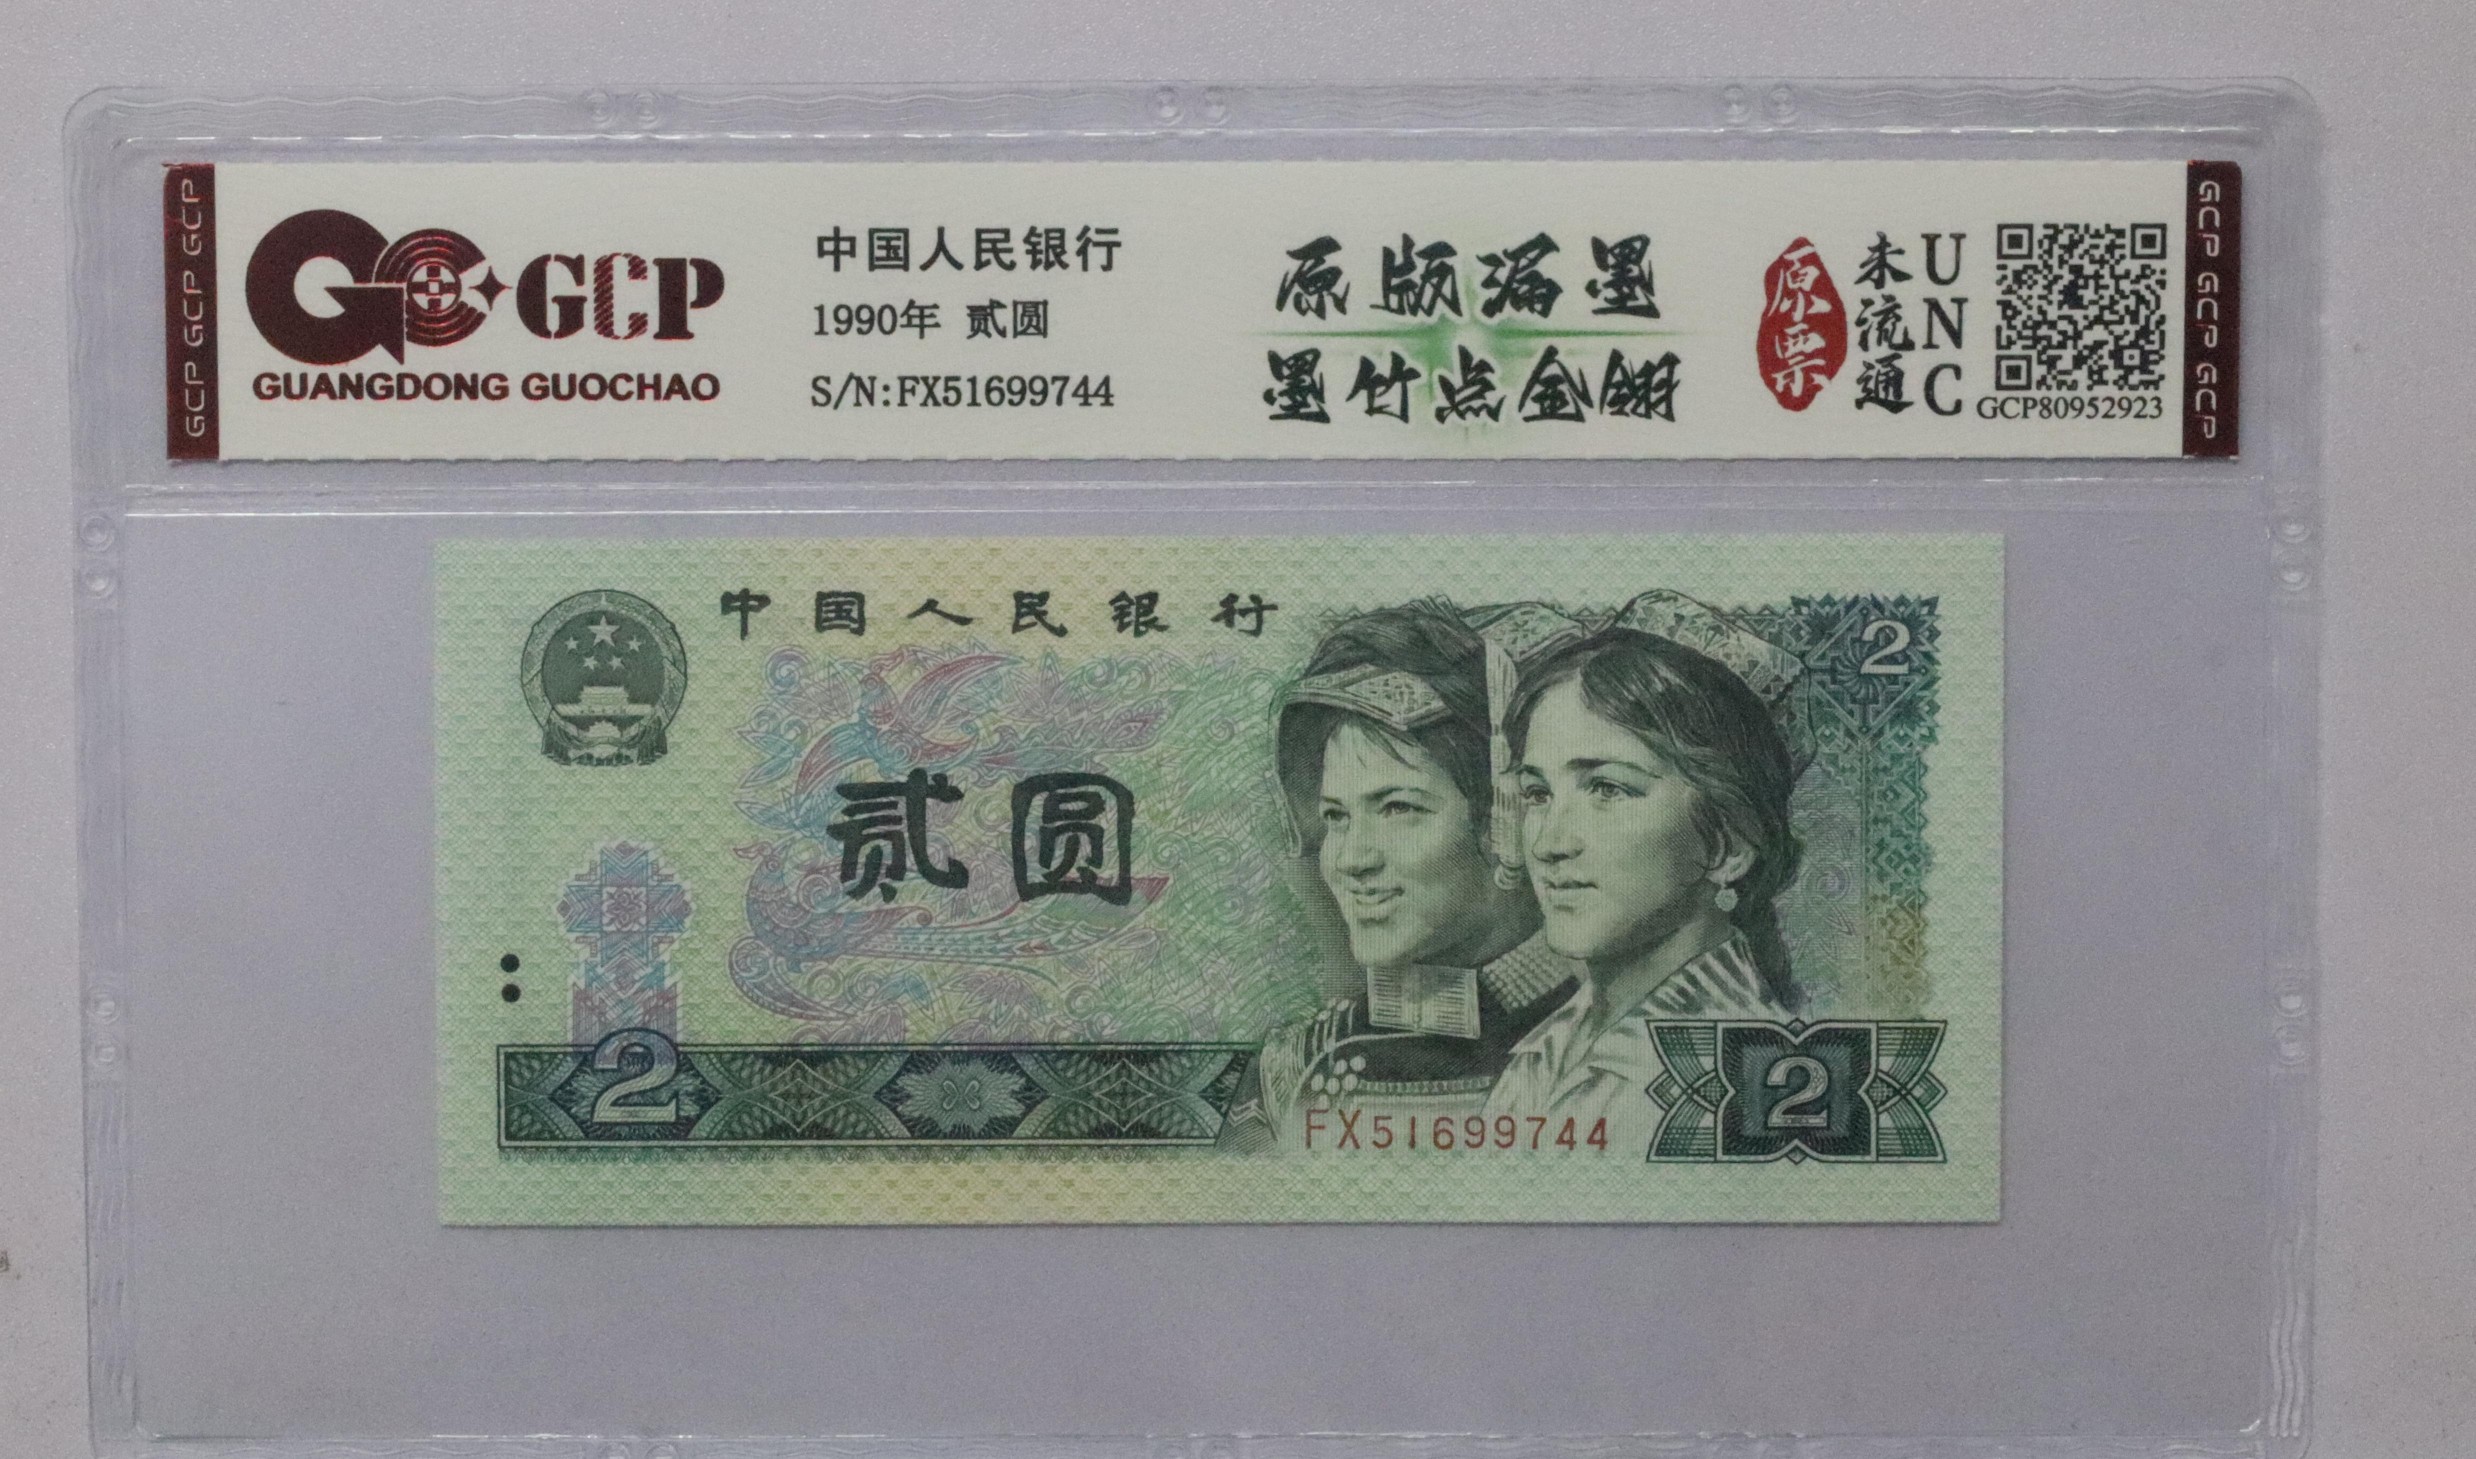 GCP GCP GCP GCP
GCP
GUANGDONG GUOCHAO
中国人民银行
1990年 贰圆
S/N:FX51699744
原版漏墨
墨竹点金翎
原票
未流通
UNC
GCP80952923
GCP GCP GCP GCP
中国人民银行
2
贰圆
2
FX51699744
2